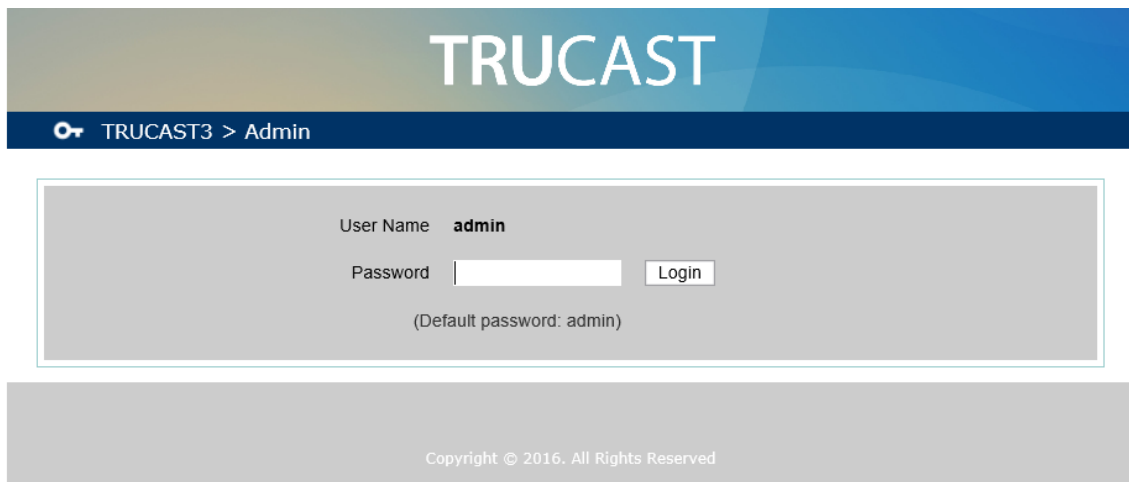 TRUCAST
TRUCAST3 > Admin
User Name admin
Password Login
(Default password: admin)
Copyright © 2016. All Rights Reserved